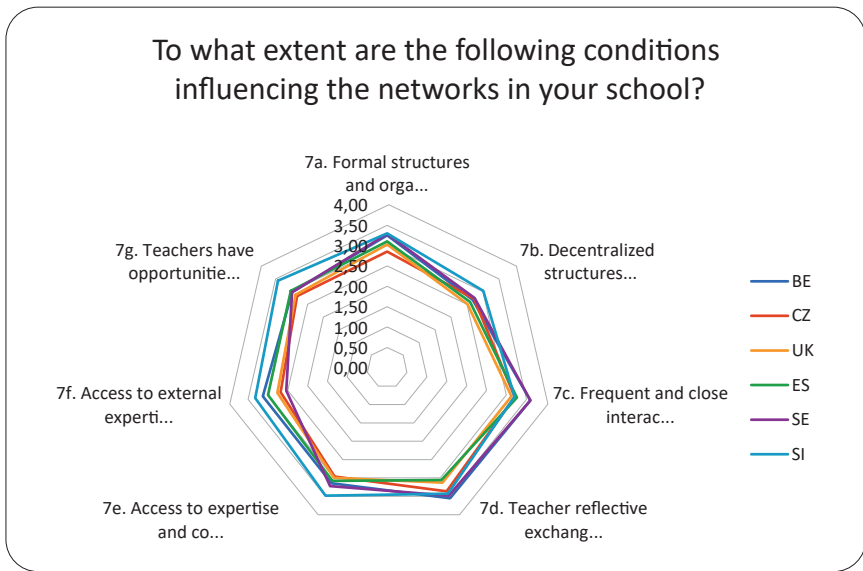 To what extent are the following conditions
influencing the networks in your school?
7a. Formal structures
and orga...
4,00
3,50
3,00
2,50
2,00
1,50
1,00
0,50
0,00
7b. Decentralized
structures...
7c. Frequent and close
interac...
7d. Teacher reflective
exchang...
7e. Access to expertise
and co...
7f. Access to external
experti...
7g. Teachers have
opportunitie...
BE
CZ
UK
ES
SE
SI